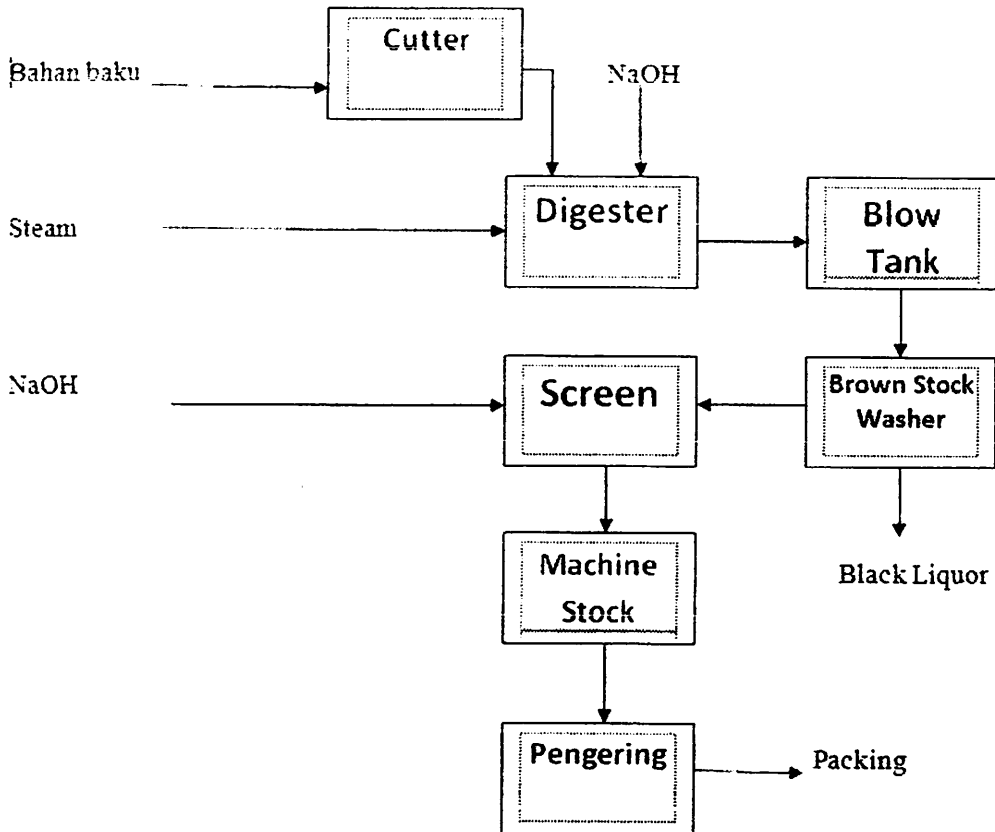 Cutter
Bahan baku
NaOH
Digester
Steam
Blow
Tank
NaOH
Screen
Brown Stock
Washer
Machine
Stock
Black Liquor
Pengering
Packing